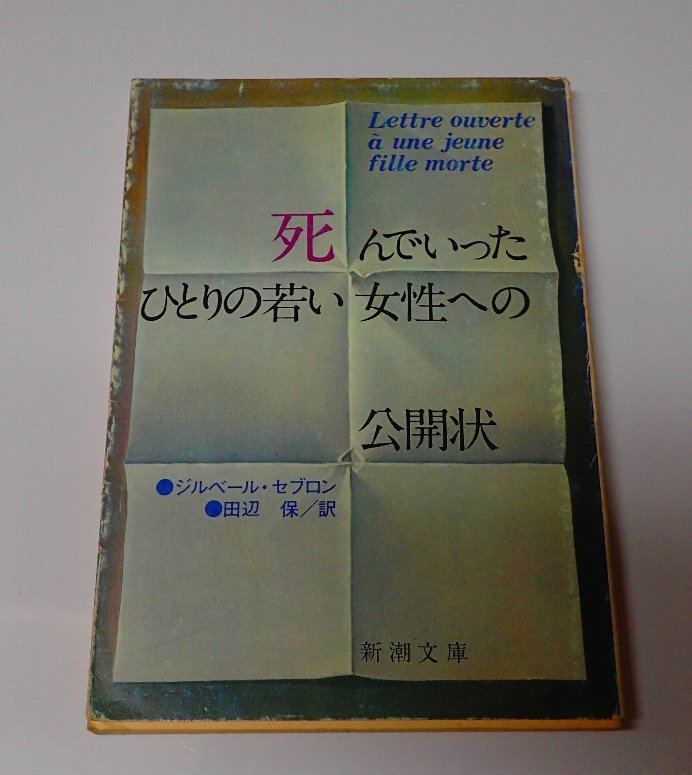 Lettre ouverte
à une jeune
fille morte
死んでいった
ひとりの若い女性への
公開状
●ジルベール・セブロン
●田辺 保／訳
新潮文庫